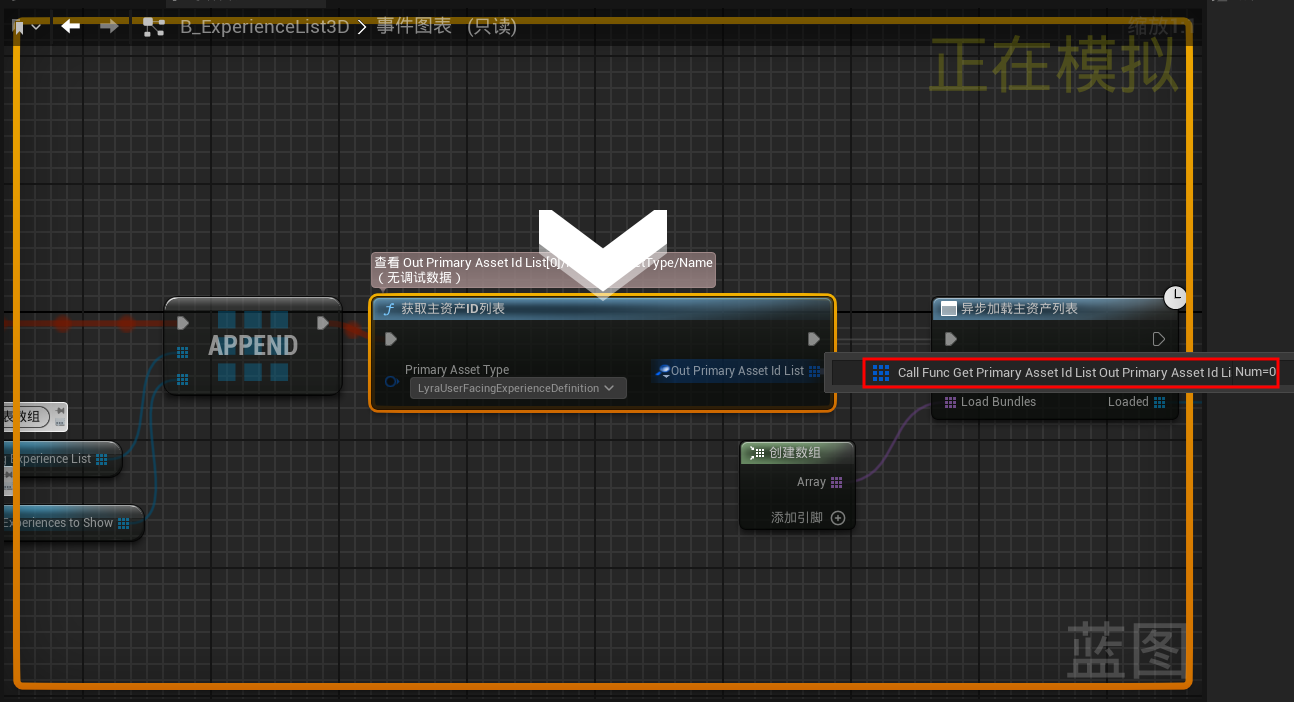 B_ExperienceList3D > 事件图表 (只读)
缩放1:1
正在模拟
查看 Out Primary Asset Id List[0]/
Type/Name
（无调试数据）
获取主资产ID列表
异步加载主资产列表
APPEND
Primary Asset Type
LyraUserFacingExperienceDefinition
Out Primary Asset Id List
Call Func Get Primary Asset Id List Out Primary Asset Id Li Num=0
Load Bundles
Loaded
数组
Experience List
创建数组
Array
添加引脚
Experiences to Show
蓝图